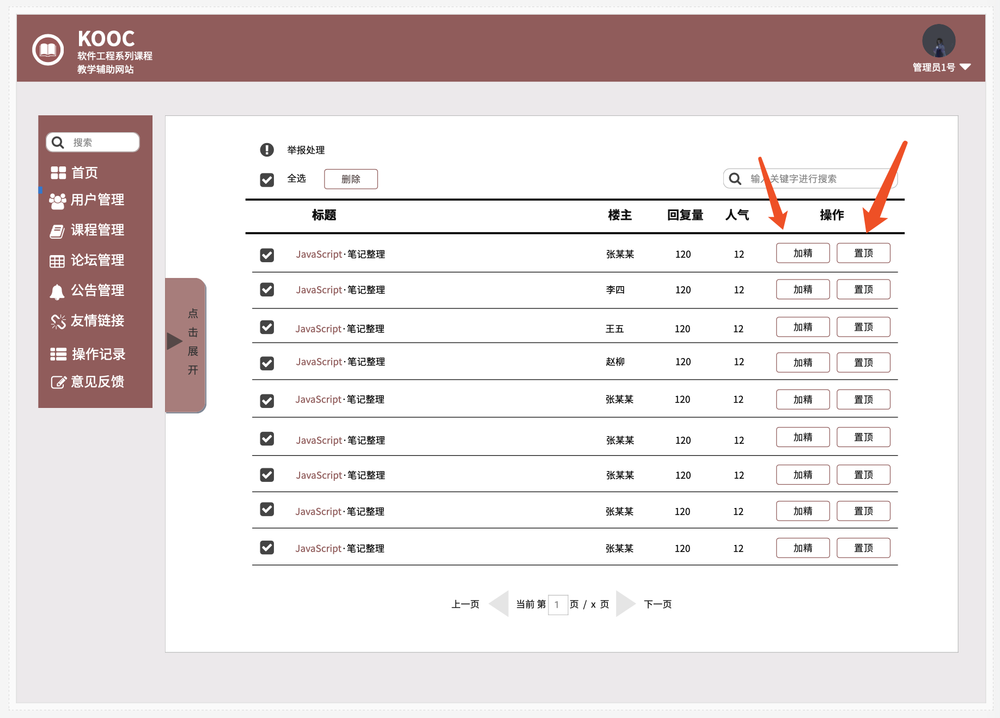 KOOC
软件工程系列课程
教学辅助网站
管理员1号
搜索
首页
用户管理
课程管理
论坛管理
公告管理
友情链接
操作记录
意见反馈
点
击
展
开
举报处理
全选 删除 输入关键字进行搜索
标题 楼主 回复量 人气 操作
JavaScript·笔记整理 张某某 120 12 加精 置顶
JavaScript·笔记整理 李四 120 12 加精 置顶
JavaScript·笔记整理 王五 120 12 加精 置顶
JavaScript·笔记整理 赵柳 120 12 加精 置顶
JavaScript·笔记整理 张某某 120 12 加精 置顶
JavaScript·笔记整理 张某某 120 12 加精 置顶
JavaScript·笔记整理 张某某 120 12 加精 置顶
JavaScript·笔记整理 张某某 120 12 加精 置顶
JavaScript·笔记整理 张某某 120 12 加精 置顶
上一页 当前 第 1 页 / x 页 下一页